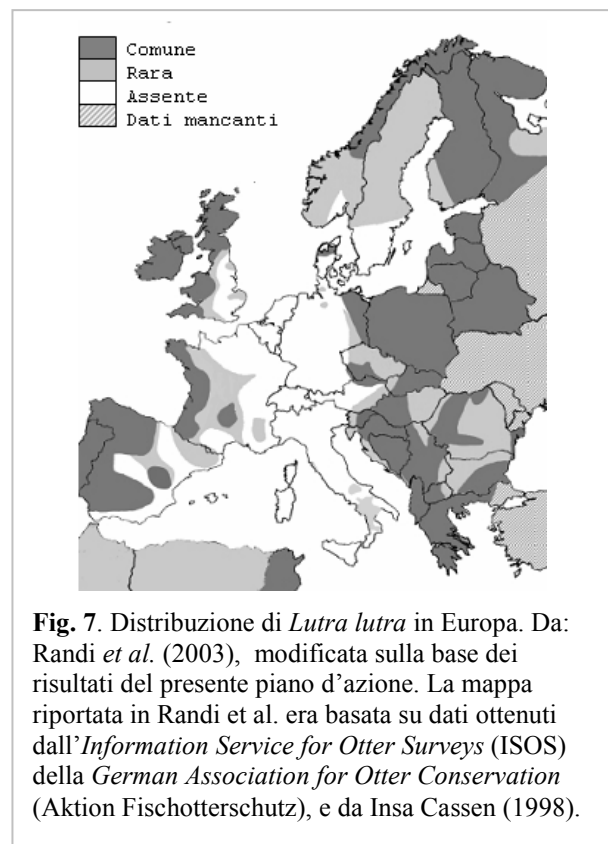 Comune
Rara
Assente
Dati mancanti
Fig. 7. Distribuzione di Lutra lutra in Europa. Da:
Randi et al. (2003), modificata sulla base dei
risultati del presente piano d'azione. La mappa
riportata in Randi et al. era basata su dati ottenuti
dall'Information Service for Otter Surveys (ISOS)
della German Association for Otter Conservation
(Aktion Fischotterschutz), e da Insa Cassen (1998).